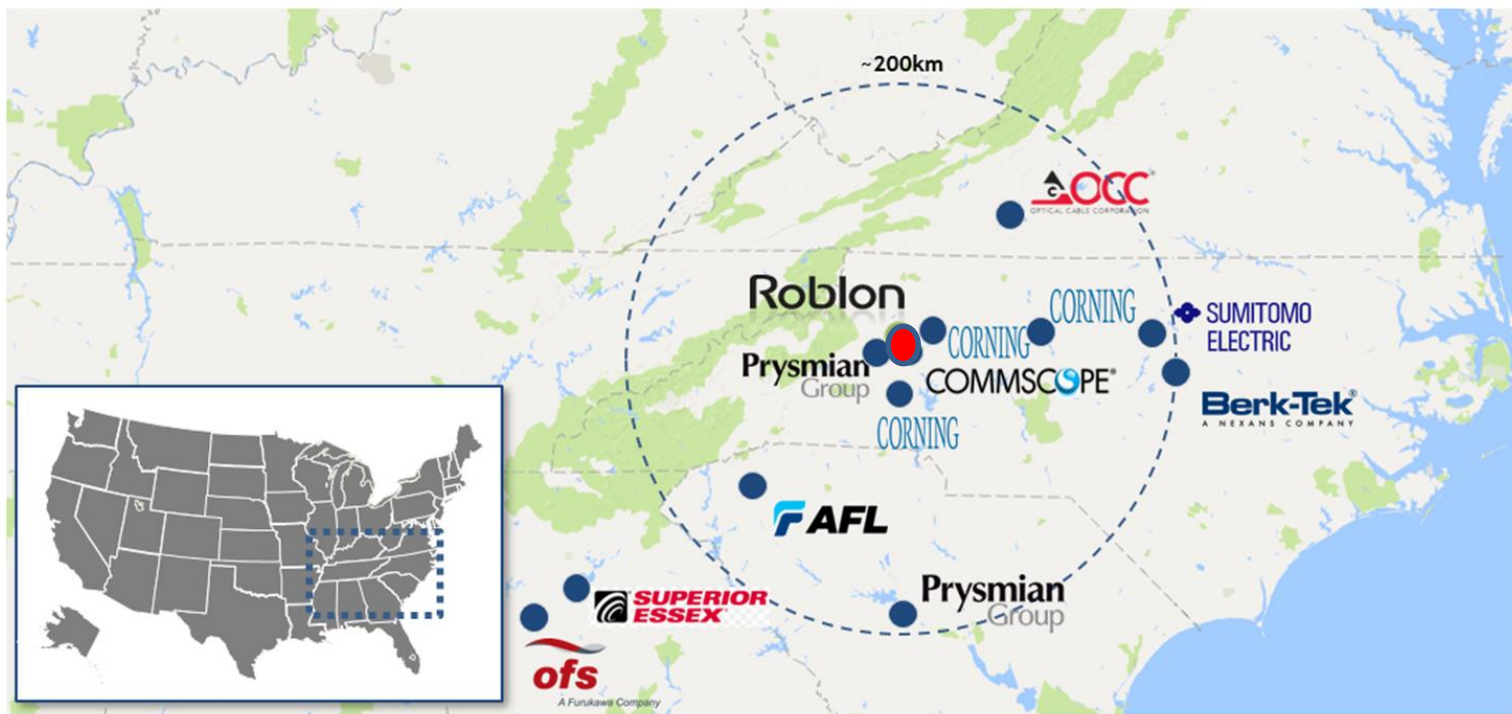 ~200km
OCC
OPTICAL CABLE CORPORATION
Roblon
CORNING
SUMITOMO
ELECTRIC
CORNING
Prysmian
Group
COMMSCOPE®
Berk-Tek®
A NEXANS COMPANY
CORNING
AFL
Prysmian
Group
SUPERIOR
ESSEX
ofs
A Furukawa Company